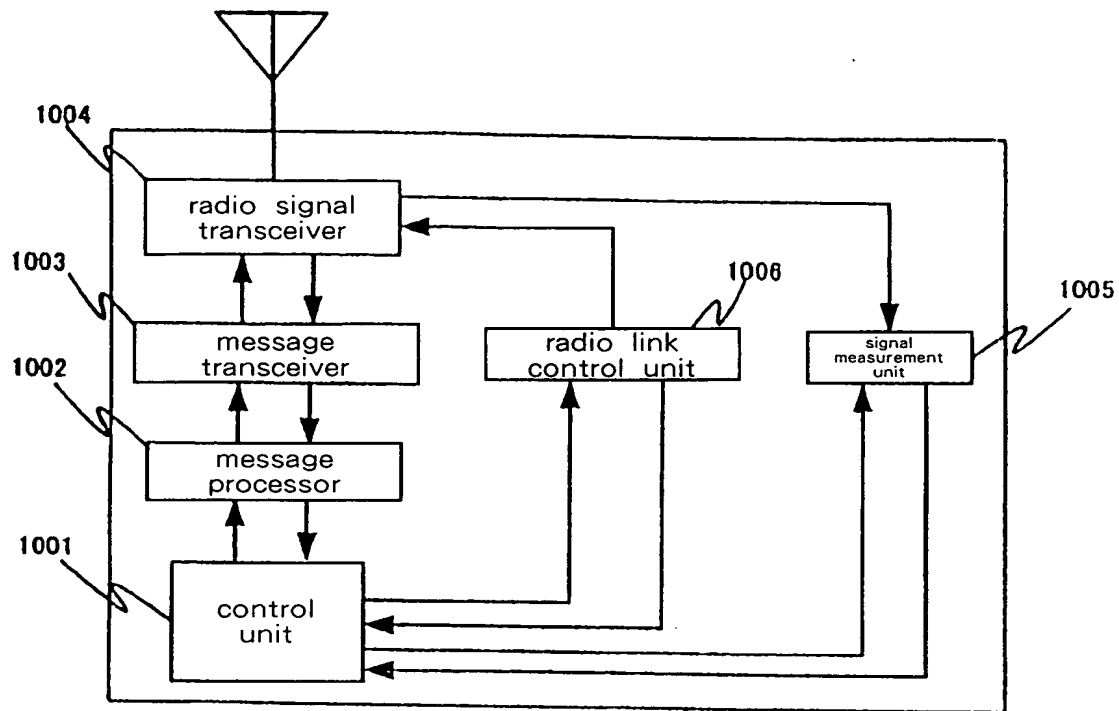 1004
radio signal
transceiver
1003
message
transceiver
1006
radio link
control unit
1005
signal
measurement
unit
1002
message
processor
1001
control
unit